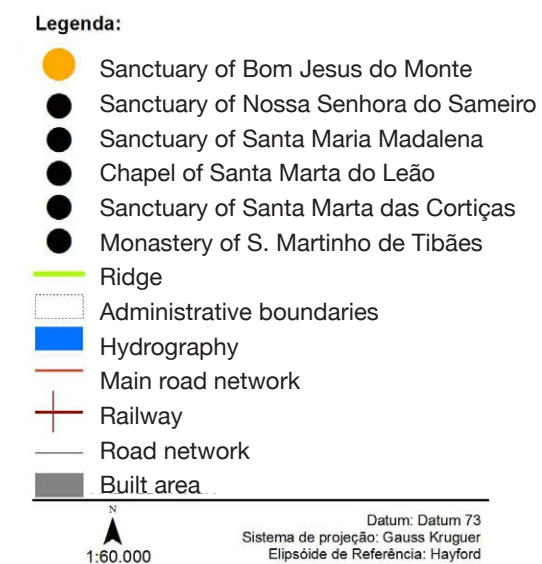 Legenda:
Sanctuary of Bom Jesus do Monte
Sanctuary of Nossa Senhora do Sameiro
Sanctuary of Santa Maria Madalena
Chapel of Santa Marta do Leão
Sanctuary of Santa Marta das Cortiças
Monastery of S. Martinho de Tibães
Ridge
Administrative boundaries
Hydrography
Main road network
Railway
Road network
Built area
N
1:60.000
Datum: Datum 73
Sistema de projeção: Gauss Kruguer
Elipsóide de Referência: Hayford